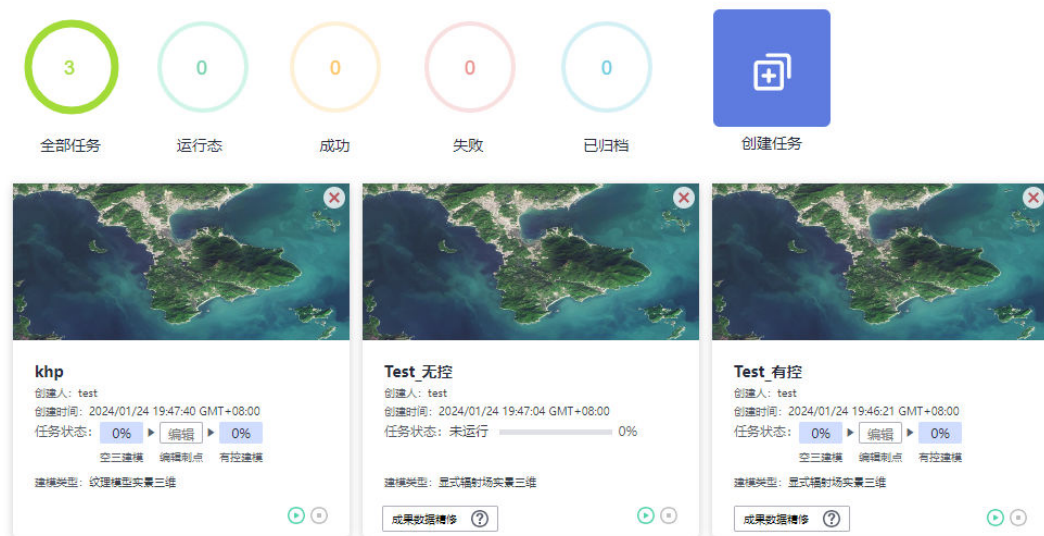 3 0 0 0 0
全部任务 运行态 成功 失败 已归档 创建任务
khp
创建人：test
创建时间：2024/01/24 19:47:40 GMT+08:00
任务状态： 0% 编辑 0%
空三建模 编辑刺点 有控建模
建模类型：纹理模型实景三维
Test_无控
创建人：test
创建时间：2024/01/24 19:47:04 GMT+08:00
任务状态：未运行 0%
建模类型：显式辐射场实景三维
成果数据精修 ?
Test_有控
创建人：test
创建时间：2024/01/24 19:46:21 GMT+08:00
任务状态： 0% 编辑 0%
空三建模 编辑刺点 有控建模
建模类型：显式辐射场实景三维
成果数据精修 ?